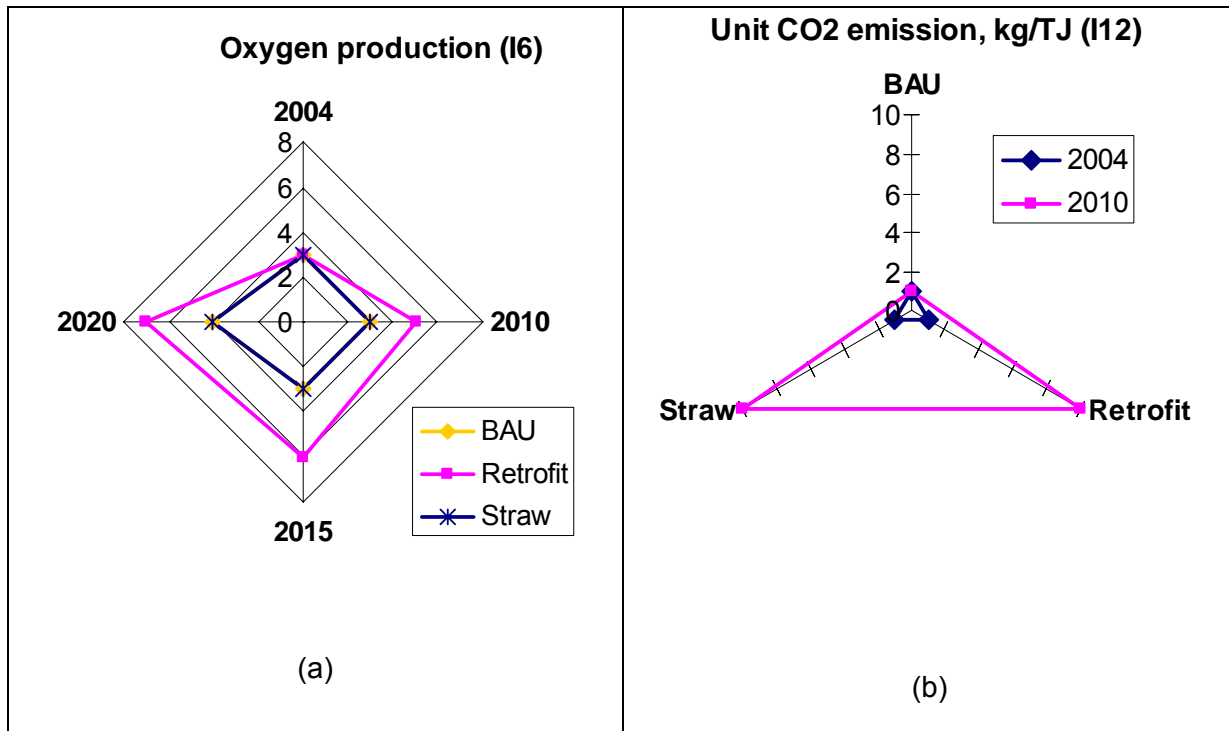 Oxygen production (I6)
2004
8
6
4
2
0
2020
2010
2015
BAU
Retrofit
Straw
(a)
Unit CO2 emission, kg/TJ (I12)
BAU
10
8
6
4
2
0
2004
2010
Straw
Retrofit
(b)